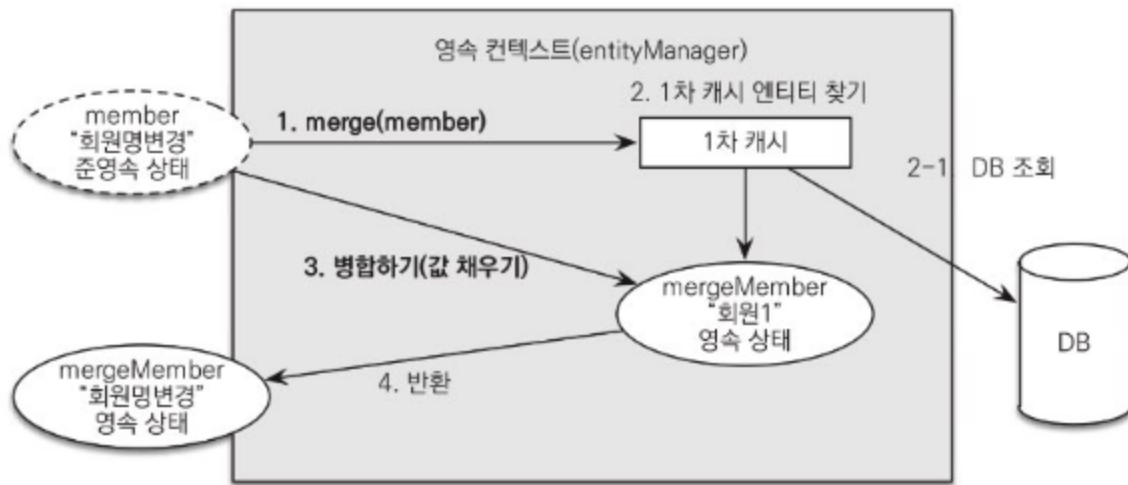 영속 컨텍스트(entityManager)
member
“회원명변경”
준영속 상태
1. merge(member)
2. 1차 캐시 엔티티 찾기
1차 캐시
2-1 DB 조회
3. 병합하기(값 채우기)
mergeMember
“회원1”
영속 상태
DB
mergeMember
“회원명변경”
영속 상태
4. 반환